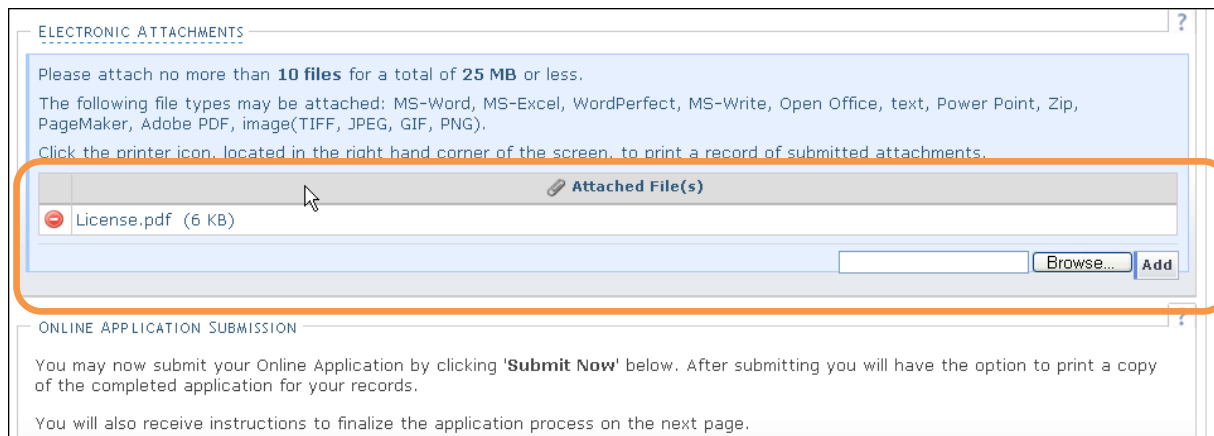 ELECTRONIC ATTACHMENTS
?
Please attach no more than 10 files for a total of 25 MB or less.
The following file types may be attached: MS-Word, MS-Excel, WordPerfect, MS-Write, Open Office, text, Power Point, Zip,
PageMaker, Adobe PDF, image(TIFF, JPEG, GIF, PNG).
Click the printer icon, located in the right hand corner of the screen, to print a record of submitted attachments.
Attached File(s)
License.pdf (6 KB)
Browse... Add
ONLINE APPLICATION SUBMISSION
?
You may now submit your Online Application by clicking 'Submit Now' below. After submitting you will have the option to print a copy
of the completed application for your records.
You will also receive instructions to finalize the application process on the next page.